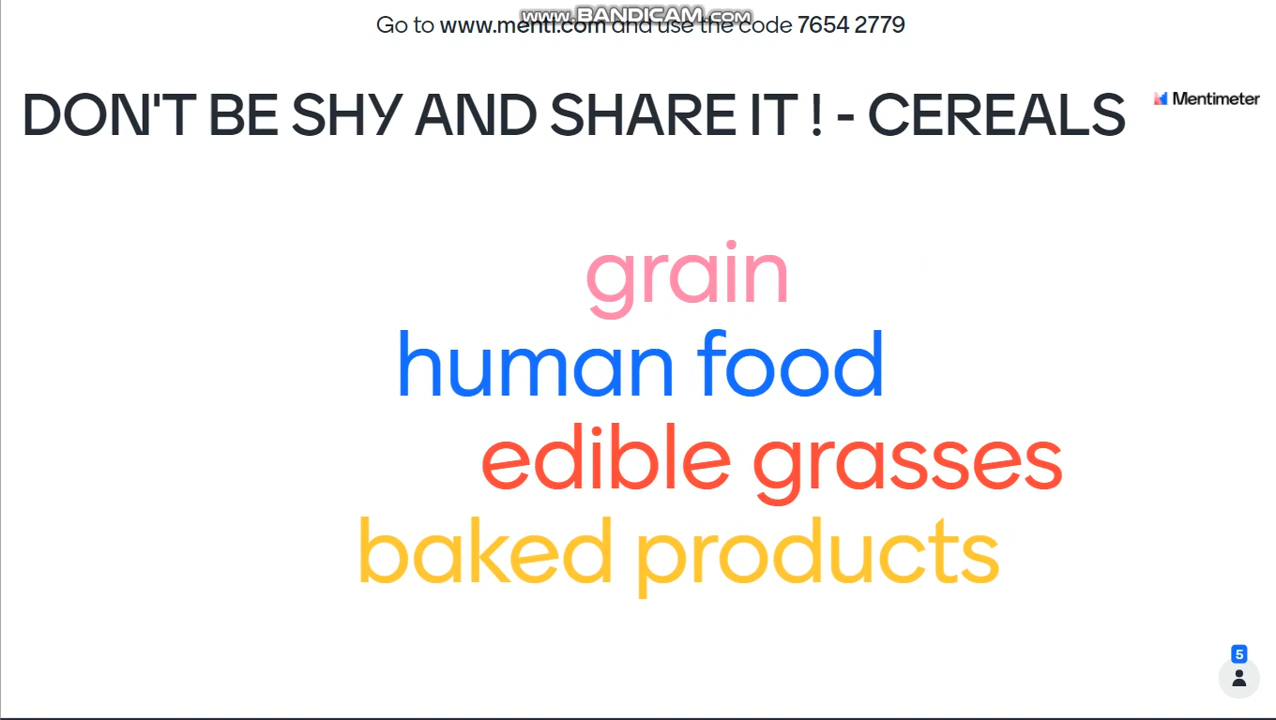 www.BANDICAM.com
Go to www.menti.com and use the code 7654 2779
DON'T BE SHY AND SHARE IT ! - CEREALS
Mentimeter
grain
human food
edible grasses
baked products
5